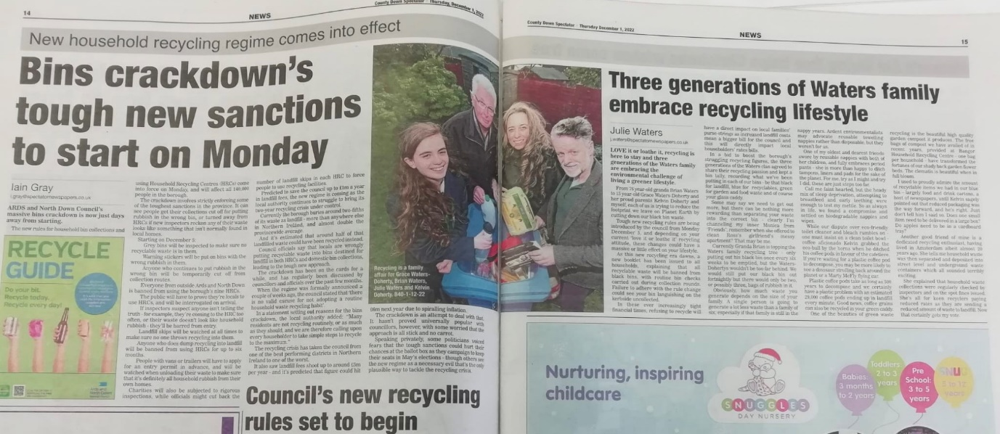 14
NEWS
County Down Spectator - Thursday, December 1, 2022
New household recycling regime comes into effect
Bins crackdown's
tough new sanctions
to start on Monday
Iain Gray
i.gray@spectatornewspapers.co.uk
ARDS and North Down Council's
massive bins crackdown is now just days
away from starting.
The new rules for household bin collections and
RECYCLE
GUIDE
Do your bit.
Recycle today.
Recycle every day!
using Household Recycling Centres (HRCs) come
into force on Monday, and will affect all 140,000
people in the borough.
The crackdown involves strictly enforcing some
of the toughest sanctions in the province. It can
see people get their collections cut off for putting
rubbish in the wrong bin, or turned away from
HRCs if new inspectors reckon any of their waste
looks like something that isn't normally found in
local homes.
Starting on December 5:
Grey bins will be inspected to make sure no
recyclable waste is in them.
Warning stickers will be put on bins with the
wrong rubbish in them.
Anyone who continues to put rubbish in the
wrong bin will be temporarily cut off from
collection routes.
Everyone from outside Ards and North Down
is banned from using the borough's nine HRCs.
The public will have to prove they're locals to
use HRCs, and will be interrogated on arrival.
If inspectors suspect anyone isn't telling the
truth - for example, they're coming to the HRC too
often, or their waste doesn't look like household
rubbish - they'll be barred from entry.
Landfill skips will be watched at all times to
make sure no one throws recycling into them.
Anyone who does dump recycling into landfill
will be banned from using HRCs for up to six
months.
People with vans or trailers will have to apply
for an entry permit in advance, and will be
watched when unloading their waste to make sure
that it's definitely all household rubbish from their
own homes.
Charities will also be subjected to rigorous
inspections, while officials might cut back the
number of landfill skips in each HRC to force
people to use recycling facilities.
Predicted to save the council up to £1m a year
in landfill fees, the new regime is coming as the
local authority continues to struggle to bring its
two-year recycling crisis under control.
Currently the borough buries around two-fifths
of its waste as landfill - more than anywhere else
in Northern Ireland, and almost double the
provincewide average.
And it's estimated that around half of that
landfilled waste could have been recycled instead.
Council officials say that locals are wrongly
putting recyclable waste into bins destined for
landfill in both HRCs and domestic bin collections,
leading to the tough new approach.
The crackdown has been on the cards for a
while, and has regularly been discussed by
councillors and officials over the past few months.
When the regime was formally announced a
couple of weeks ago, the council stated that there
is no valid excuse for not adopting a routine
household waste recycling habit'.
In a statement setting out reasons for the bins
crackdown, the local authority added: "Many
residents are not recycling routinely, or as much
as they should, and we are therefore calling upon
every householder to take simple steps to recycle
to the maximum."
The recycling crisis has taken the council from
one of the best performing districts in Northern
Ireland to one of the worst.
It also saw landfill fees shoot up to around £5m
per year - and it's predicted that figure could hit
Recycling is a family
affair for Grace Waters-
Doherty, Brian Waters,
Julie Waters and Kelvin
Doherty. B40-1-12-22
next year due to spiralling inflation.
The crackdown is an attempt to deal with that.
It hasn't proved universally popular with
councillors, however, with some worried that the
approach is all stick and no carrot.
Speaking privately, some politicians voiced
fears that the tough sanctions could hurt their
chances at the ballot box as they campaign to keep
their seats in May's elections - though others see
the new regime as a necessary evil that's the only
plausible way to tackle the recycling crisis.
Council's new recycling
rules set to begin
County Down Spectator - Thursday December 1, 2022
NEWS
15
Three generations of Waters family
embrace recycling lifestyle
Julie Waters
j.waters@spectatornewspapers.co.uk
LOVE it or loathe it, recycling is
here to stay and three
generations of the Waters family
are embracing the
environmental challenge of
living a greener lifestyle.
From 76 year-old granda Brian Waters
to 15 year-old Grace Waters Doherty and
her proud parents Kelvin Doherty and
myself, each of us is trying to reduce the
footprint we leave on Planet Earth by
cutting down our black bin waste.
Tough new recycling rules are being
introduced by the council from Monday
December 5, and depending on your
current 'love it or loathe it' recycling
attitude, these changes could have a
massive or little effect on your lifestyle.
As this new recycling era dawns, a
new booklet has been issued to all
households, explaining that all
recyclable waste will be banned from
black bins, with routine bin checks
carried out during collection rounds.
Failure to adhere with the rule change
could see your bin languishing on the
kerbside uncollected.
In these ever increasingly tight
financial times, refusing to recycle will
have a direct impact on local families'
purse-strings as increased landfill costs
mean a bigger bill for the council and
this will directly impact local
householders' rates bills.
In a bid to boost the borough's
struggling recycling figures, the three
generations of the Waters clan agreed to
share their recycling passion and kept a
bin tally, recording what we've been
putting in each of our bins - be that black
for landfill, blue for recyclables, green
for garden and food waste and of course
your glass caddy.
Some say we need to get out
more, but there can be nothing more
rewarding than separating your waste
into the correct bin - clearly I'm
channeling my inner Monica from
'Friends', remember when she offered to
clean Ross's girlfriend's messy
apartment? That may be me.
Currently Granda Brian is topping the
Waters family recycling tree - only
putting out his black bin once every six
weeks to be emptied, but the Waters
Dohertys wouldn't be too far behind. We
would still put our black bin out
fortnightly but there would only be two,
or possibly three, bags of rubbish in it.
Obviously, how much waste you
generate depends on the size of your
family. A single person is going to
generate a lot less waste than a family of
six, especially if that family is still in the
nappy years. Ardent environmentalists
may advocate reusable towelling
nappies rather than disposable, but they
weren't for us.
One of my oldest and dearest friends
swore by reusable nappies with both of
her children, and fully embraces period
pants - she is more than happy to ditch
tampons, liners and pads for the sake of
the planet. For me, try as I might and try
I did, these are just steps too far.
Call me faint hearted, but the heady
mix of sleep deprivation, attempting to
breastfeed and early teething were
enough to test my mettle. So as always
in life, we found a compromise and
settled on biodegradable nappies and
wipes.
While our dispute over eco-friendly
toilet cleaner and bleach rumbles on -
one must insist on a clean toilet bowl -
coffee aficionado Kelvin grabbed the
eco-bull by the horns when he ditched
his coffee pods in favour of the cafetiere.
If you're waiting for a plastic coffee pod
to decompose, you may be more likely to
see a dinosaur strolling back around the
planet or a Marty McFly flying car.
Plastic coffee pods take as long as 500
years to decompose and we certainly
have a plastic problem with an estimated
29,000 coffee pods ending up in landfill
every minute. Good news, coffee grains
can also be recycled in your green caddy.
One of the beauties of green waste
recycling is the beautiful high quality
garden compost it produces. The free
bags of compost we have availed of in
recent years, provided at Bangor
Household Recycling Centre - one bag
per household - have transformed the
fortunes of our shady back garden flower
beds. The clematis is beautiful when in
full bloom.
I used to proudly admire the amount
of recyclable items we had in our blue
bin - largely food and drink cartons, a
host of newspapers, until Kelvin sagely
pointed out that reduced packaging was
the way forward, and he's right. Just
don't tell him I said so. Does one small
item need to be delivered in a large box?
Do apples need to be in a cardboard
tray?
Another good friend of mine is a
dedicated recycling enthusiast, having
lived in Amsterdam albeit almost 20
years ago. She tells me household waste
was then separated and deposited into
street level and underground waste
containers which all sounded terribly
exciting.
She explained that household waste
collections were regularly checked by
inspectors and on the spot fines issued.
She's all for keen recyclers paying
reduced rates as they are sending a
reduced amount of waste to landfill. Now
that certainly gets my vote.
Nurturing, inspiring
childcare
SNUGGLES
DAY NURSERY
Babies:
3 months
to 2 years
Toddlers:
2 to 3
years
Pre
School:
3 to 5
years
SNUG
years